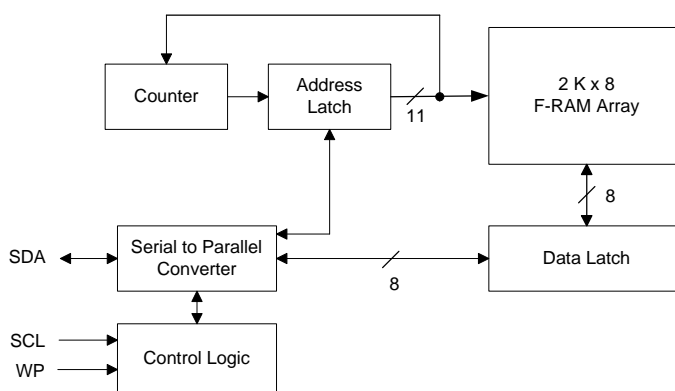 Counter
Address
Latch
11
2 K x 8
F-RAM Array
8
SDA
Serial to Parallel
Converter
8
Data Latch
SCL
WP
Control Logic